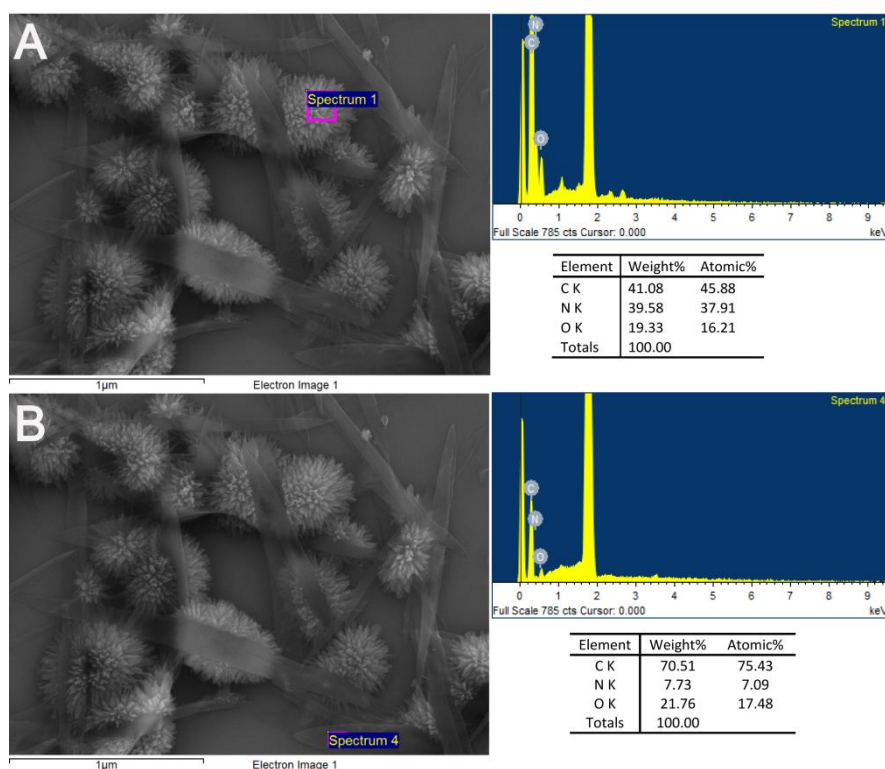 A
Spectrum 1
1µm
Electron Image 1
Spectrum 1
N
C
O
0 1 2 3 4 5 6 7 8 9
Full Scale 785 cts Cursor: 0.000
keV
Element Weight% Atomic%
C K 41.08 45.88
N K 39.58 37.91
O K 19.33 16.21
Totals 100.00
B
Spectrum 4
1µm
Electron Image 1
Spectrum 4
C
N
O
0 1 2 3 4 5 6 7 8 9
Full Scale 785 cts Cursor: 0.000
keV
Element Weight% Atomic%
C K 70.51 75.43
N K 7.73 7.09
O K 21.76 17.48
Totals 100.00